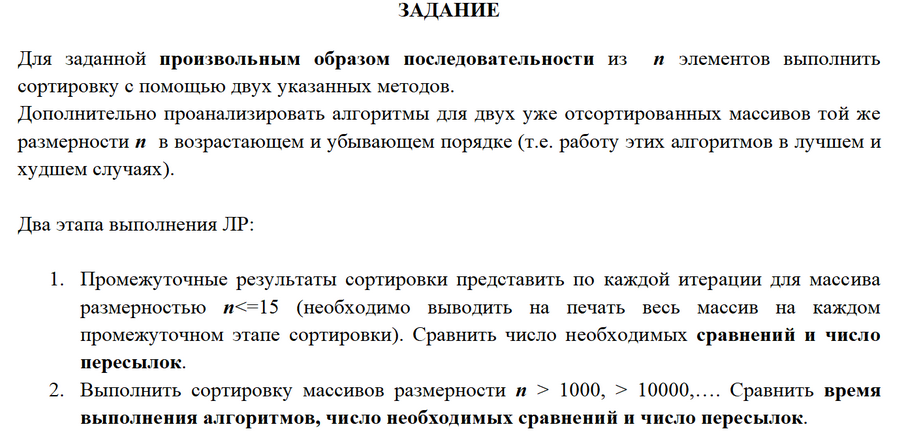 ЗАДАНИЕ
Для заданной произвольным образом последовательности из n элементов выполнить
сортировку с помощью двух указанных методов.
Дополнительно проанализировать алгоритмы для двух уже отсортированных массивов той же
размерности n в возрастающем и убывающем порядке (т.е. работу этих алгоритмов в лучшем и
худшем случаях).
Два этапа выполнения ЛР:
1. Промежуточные результаты сортировки представить по каждой итерации для массива
размерностью n<=15 (необходимо выводить на печать весь массив на каждом
промежуточном этапе сортировки). Сравнить число необходимых сравнений и число
пересылок.
2. Выполнить сортировку массивов размерности n > 1000, > 10000,…. Сравнить время
выполнения алгоритмов, число необходимых сравнений и число пересылок.